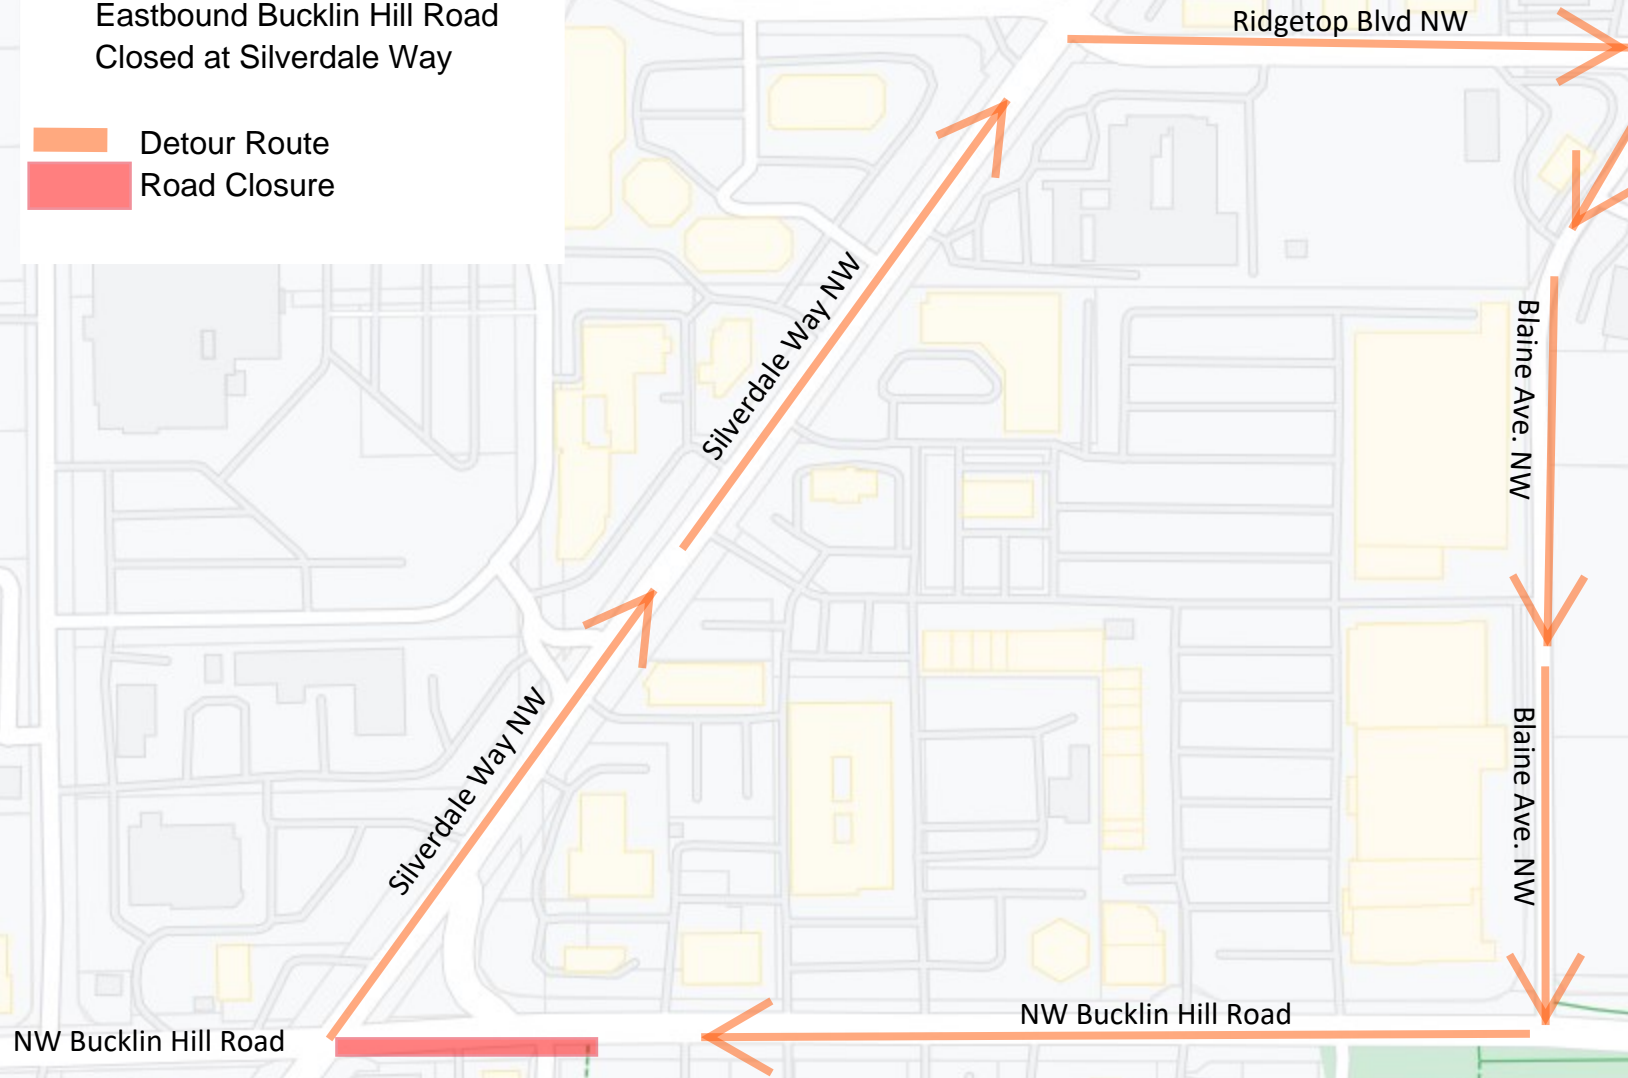 Eastbound Bucklin Hill Road
Closed at Silverdale Way
Detour Route
Road Closure
Ridgetop Blvd NW
Silverdale Way NW
Blaine Ave. NW
Silverdale Way NW
Blaine Ave. NW
NW Bucklin Hill Road
NW Bucklin Hill Road